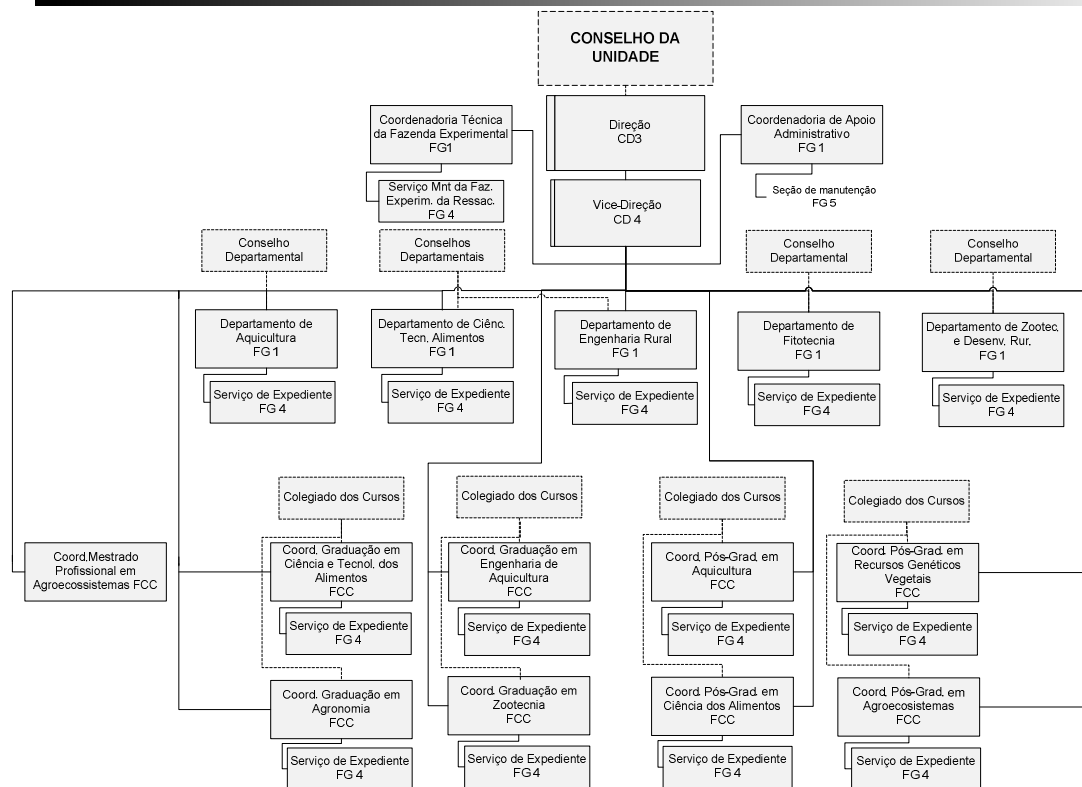 CONSELHO DA
UNIDADE
Coordenadoria Técnica
da Fazenda Experimental
FG1
Direção
CD3
Coordenadoria de Apoio
Administrativo
FG 1
Serviço Mnt da Faz.
Experim. da Ressac.
FG 4
Vice-Direção
CD 4
Seção de manutenção
FG 5
Conselho
Departamental
Conselhos
Departamentais
Conselho
Departamental
Conselho
Departamental
Departamento de
Aquicultura
FG 1
Departamento de Ciênc.
Tecn. Alimentos
FG 1
Departamento de
Engenharia Rural
FG 1
Departamento de
Fitotecnia
FG 1
Departamento de Zootec.
e Desenv. Rur.
FG 1
Serviço de Expediente
FG 4
Serviço de Expediente
FG 4
Serviço de Expediente
FG 4
Serviço de Expediente
FG 4
Serviço de Expediente
FG 4
Colegiado dos Cursos
Colegiado dos Cursos
Colegiado dos Cursos
Colegiado dos Cursos
Coord.Mestrado
Profissional em
Agroecossistemas FCC
Coord. Graduação em
Ciência e Tecnol. dos
Alimentos
FCC
Coord. Graduação em
Engenharia de
Aquicultura
FCC
Coord. Pós-Grad. em
Aquicultura
FCC
Coord. Pós-Grad. em
Recursos Genéticos
Vegetais
FCC
Serviço de Expediente
FG 4
Serviço de Expediente
FG 4
Serviço de Expediente
FG 4
Serviço de Expediente
FG 4
Coord. Graduação em
Agronomia
FCC
Coord. Graduação em
Zootecnia
FCC
Coord. Pós-Grad. em
Ciência dos Alimentos
FCC
Coord. Pós-Grad. em
Agroecosistemas
FCC
Serviço de Expediente
FG 4
Serviço de Expediente
FG 4
Serviço de Expediente
FG 4
Serviço de Expediente
FG 4